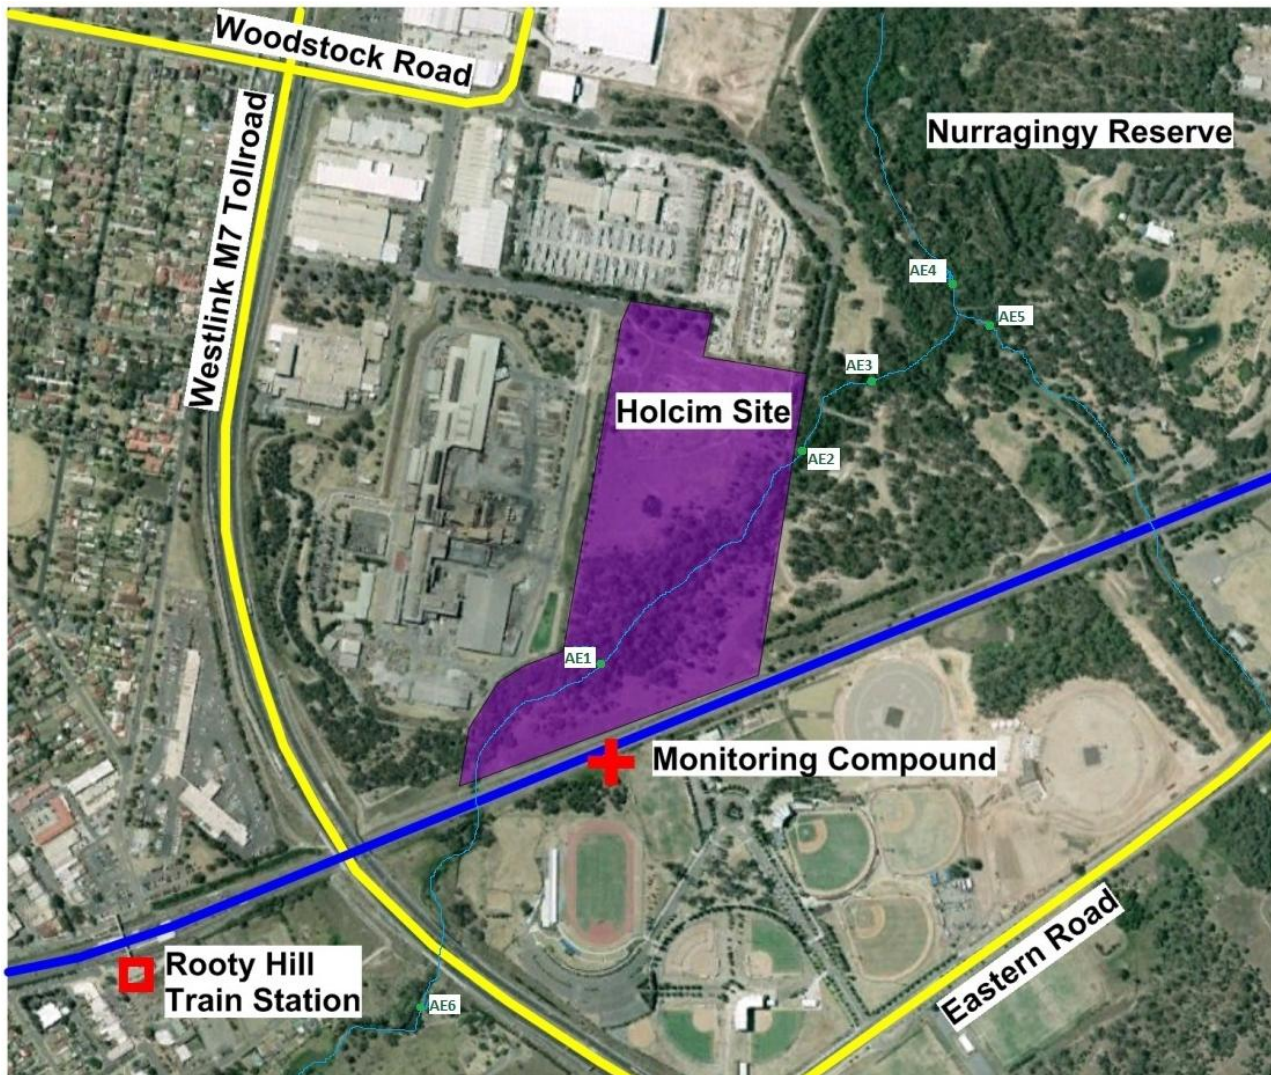 Woodstock Road
Westlink M7 Tollroad
Nurragingy Reserve
AE4
AE5
AE3
Holcim Site
AE2
AE1
Monitoring Compound
Rooty Hill
Train Station
AE6
Eastern Road